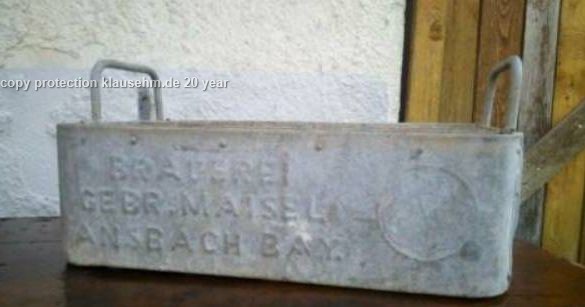 copy protection klausehm.de 20 year
BRAUEREI
GEBR. MAISEL
ANSBACH BAY.